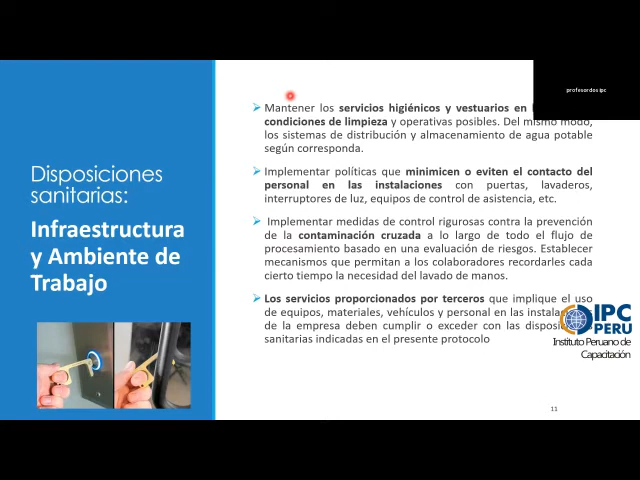 profesordos ipc
Mantener los servicios higiénicos y vestuarios en
condiciones de limpieza y operativas posibles. Del mismo modo,
los sistemas de distribución y almacenamiento de agua potable
según corresponda.
Implementar políticas que minimicen o eviten el contacto del
personal en las instalaciones con puertas, lavaderos,
interruptores de luz, equipos de control de asistencia, etc.
Implementar medidas de control rigurosas contra la prevención
de la contaminación cruzada a lo largo de todo el flujo de
procesamiento basado en una evaluación de riesgos. Establecer
mecanismos que permitan a los colaboradores recordarles cada
cierto tiempo la necesidad del lavado de manos.
Los servicios proporcionados por terceros que implique el uso
de equipos, materiales, vehículos y personal en las
de la empresa deben cumplir o exceder con las
sanitarias indicadas en el presente protocolo
Disposiciones
sanitarias:
Infraestructura
y Ambiente de
Trabajo
IPC
PERU
Instituto Peruano de
Capacitación
11